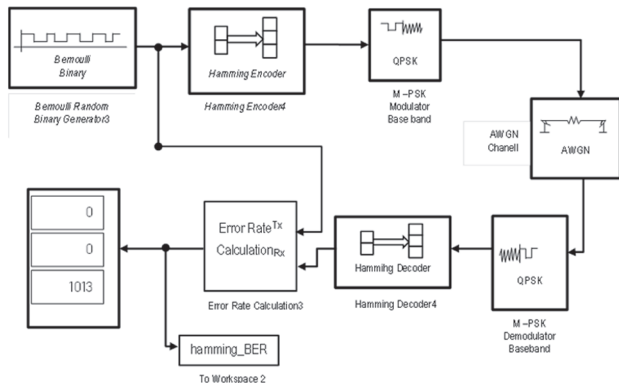 Bernoulli
Binary
Bernoulli Random
Binary Generator3
Hamming Encoder
Hamming Encoder4
QPSK
M-PSK
Modulator
Base band
AWGN
Chanell
AWGN
0
0
1013
Error Rate Tx
Calculation Rx
Error Rate Calculation3
Hamming Decoder
Hamming Decoder4
QPSK
M-PSK
Demodulator
Baseband
hamming_BER
To Workspace 2